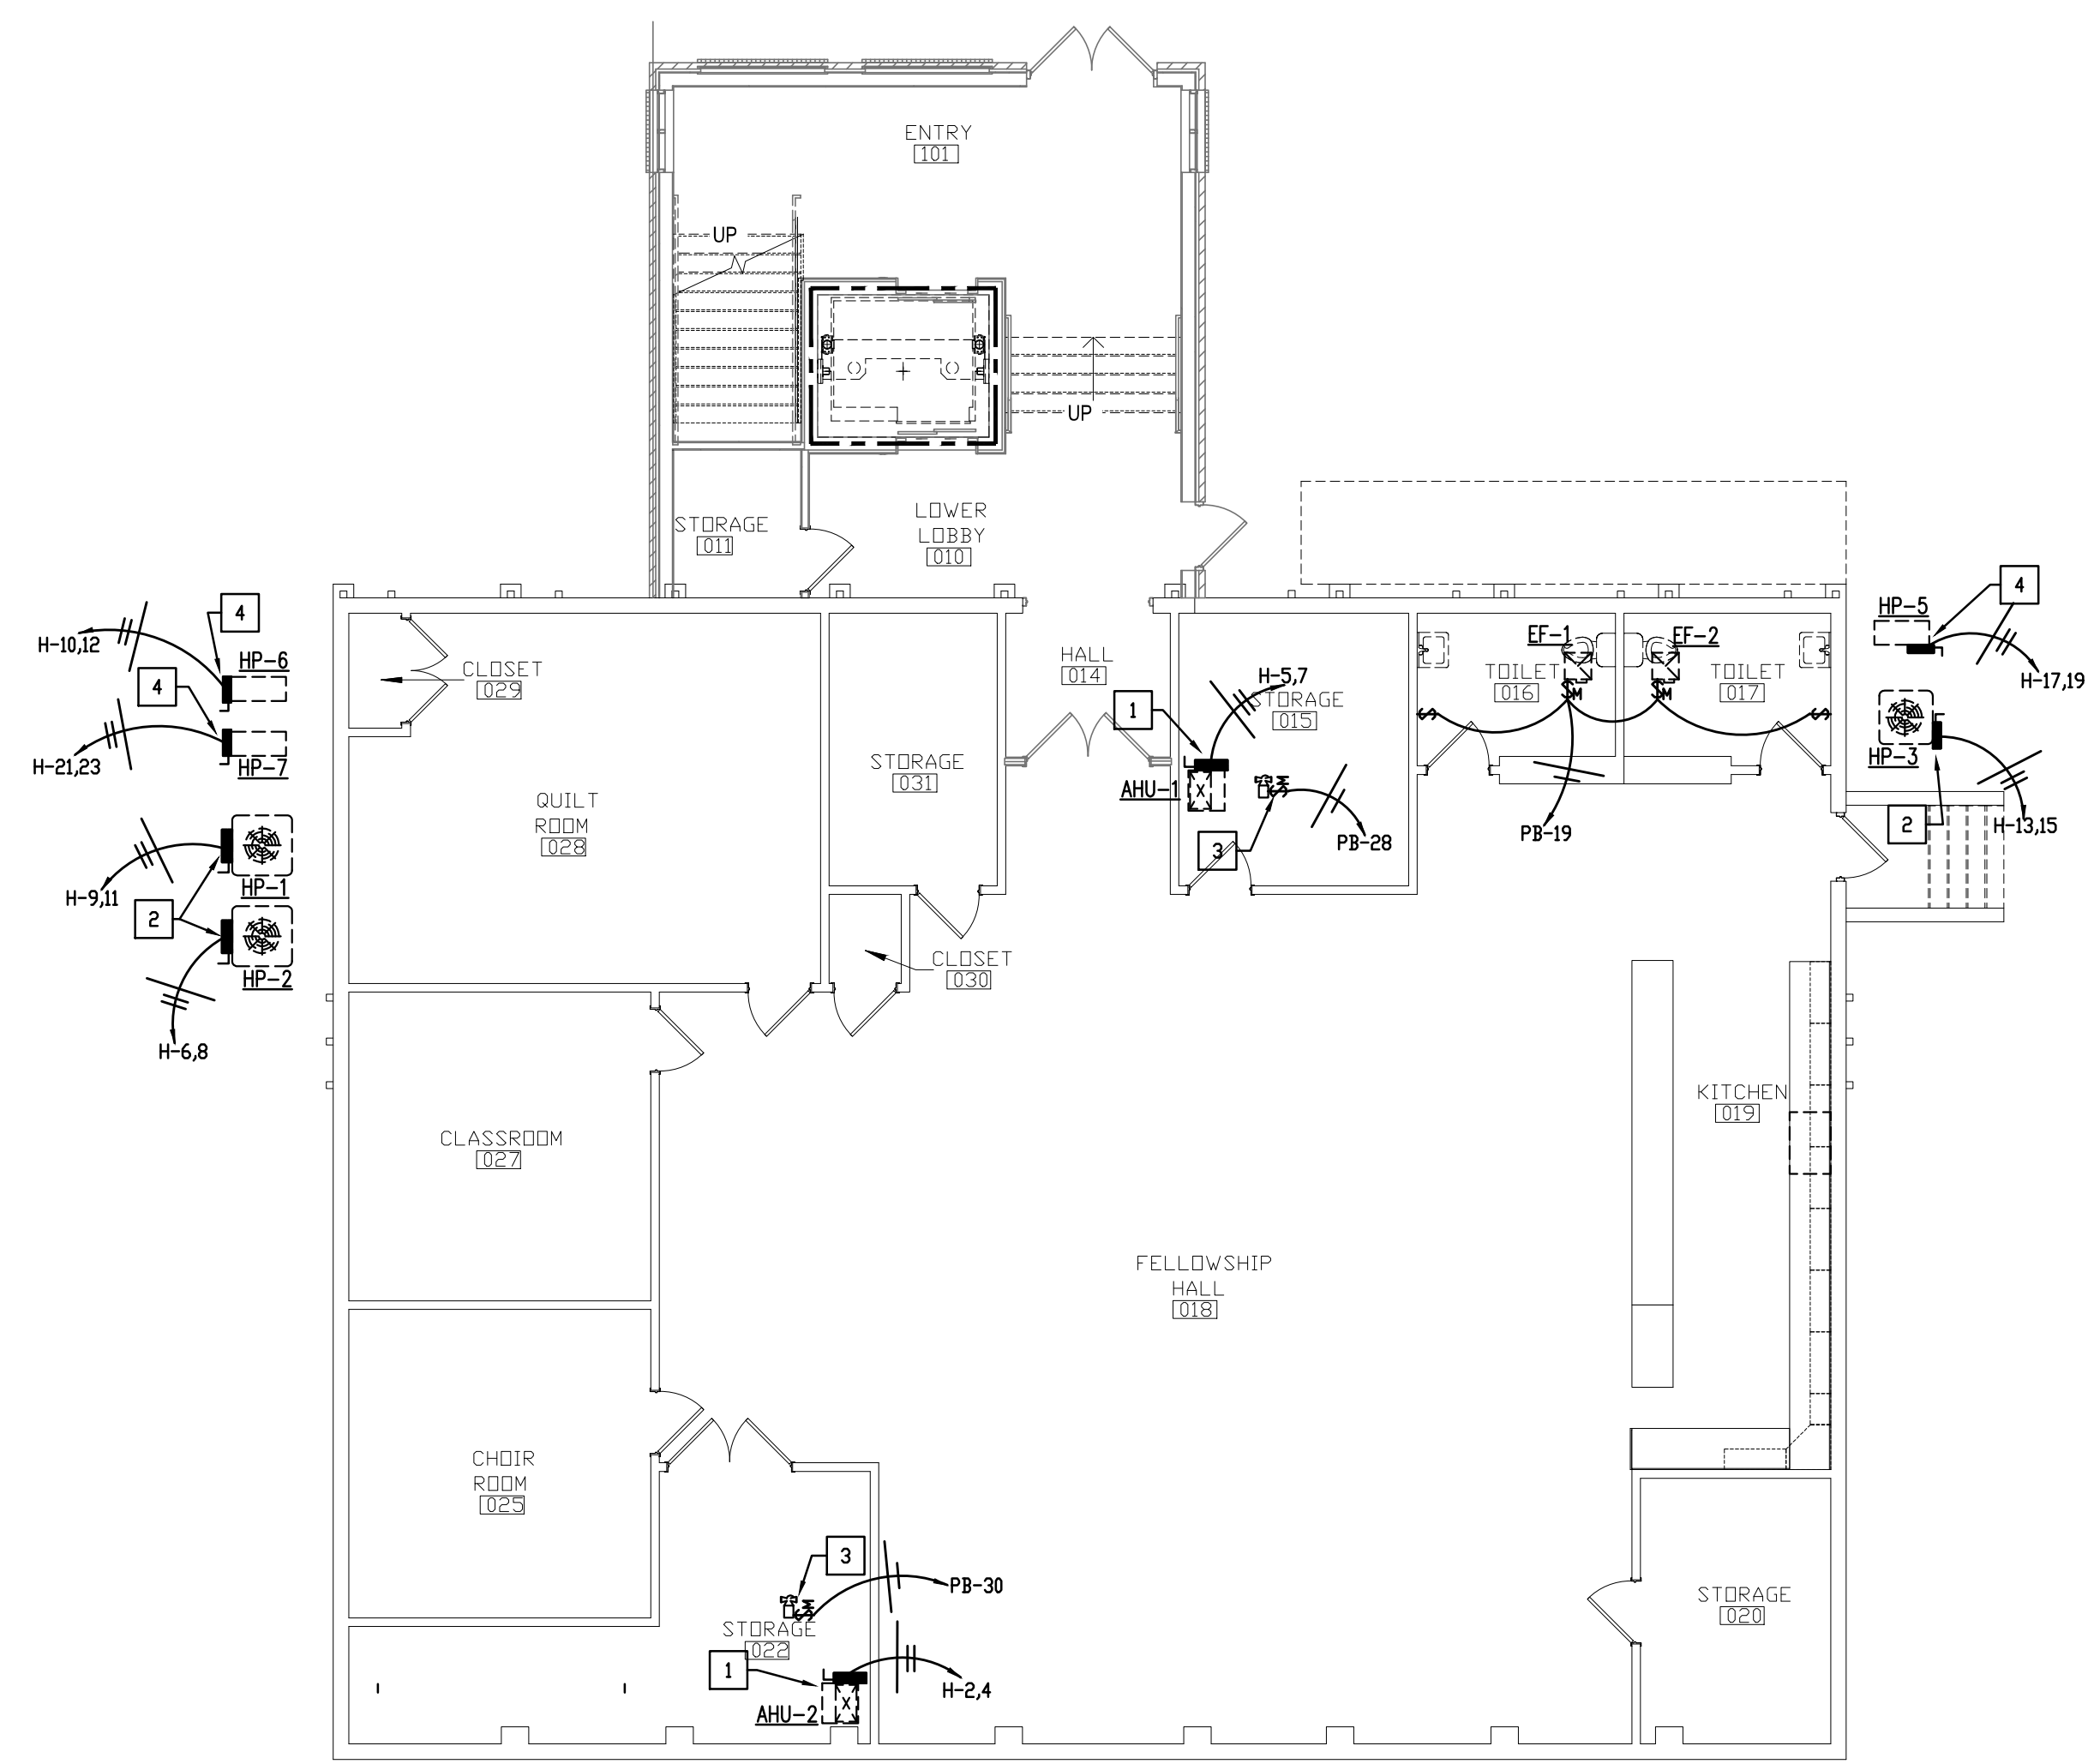 ENTRY
101
UP
UP
LOWER
LOBBY
010
STORAGE
011
4
H-10,12
HP-6
4
H-21,23
HP-7
H-9,11
HP-1
2
H-6,8
HP-2
CLOSET
029
QUILT
ROOM
028
STORAGE
031
CLOSET
030
HALL
014
1
H-5,7
STORAGE
015
AHU-1
SM
3
PB-28
EF-1
EF-2
TOILET
016
TOILET
017
S
SM
SM
S
PB-19
HP-5
4
H-17,19
HP-3
2
H-13,15
CLASSROOM
027
KITCHEN
019
FELLOWSHIP
HALL
018
CHOIR
ROOM
025
3
SM
PB-30
STORAGE
022
1
AHU-2
H-2,4
STORAGE
020